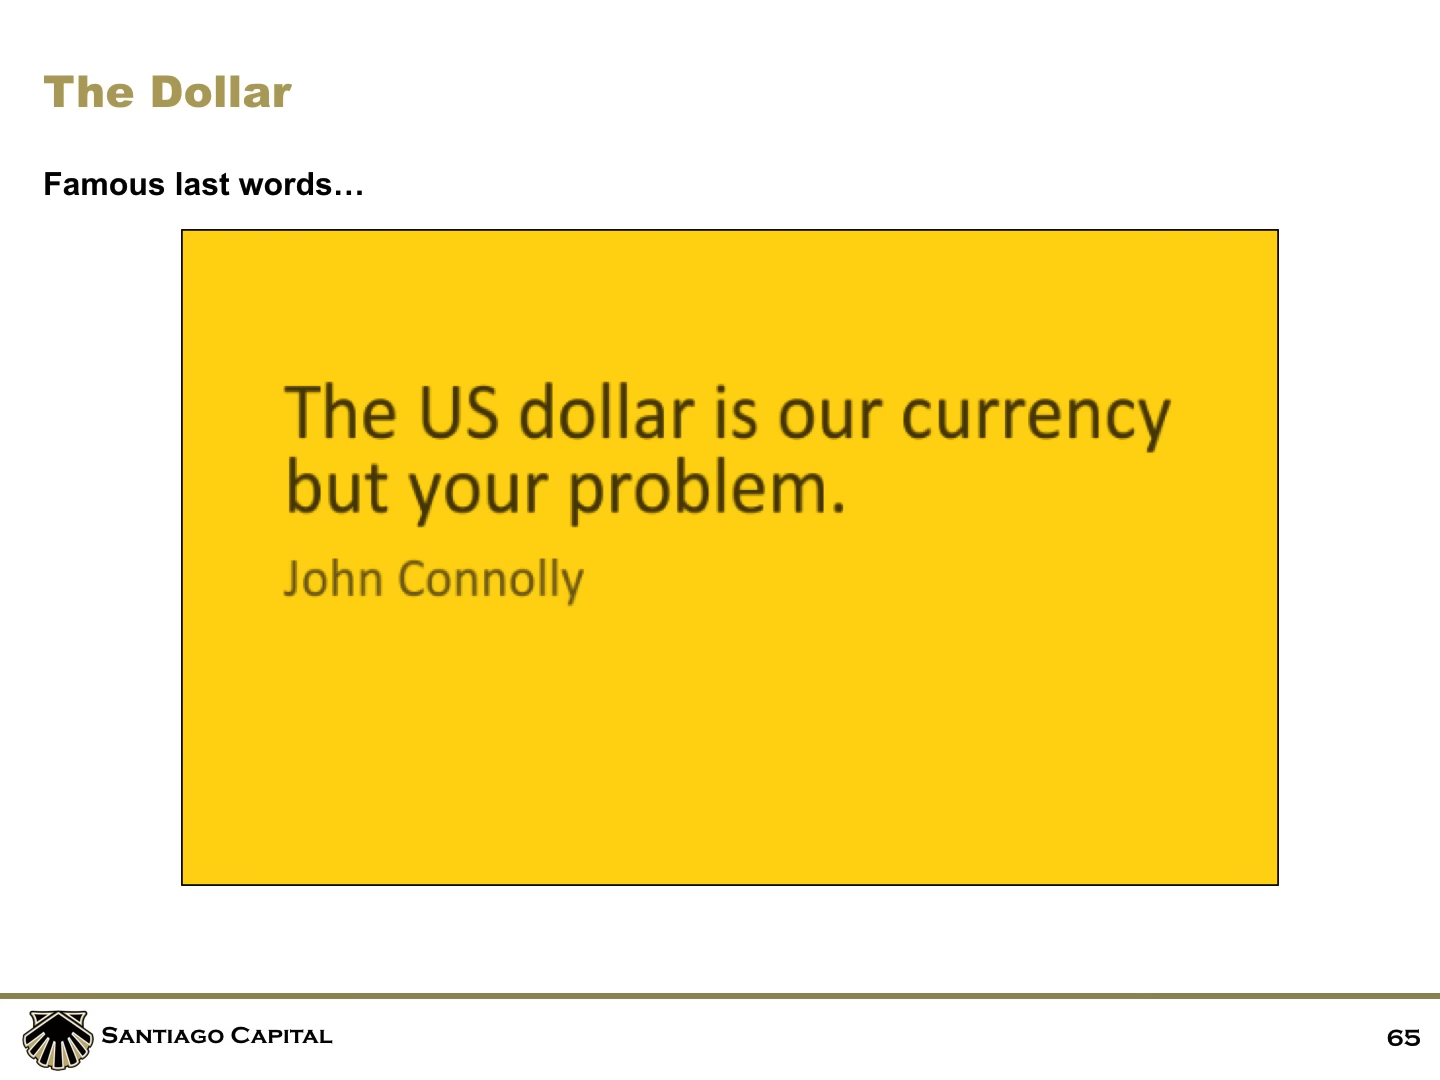 The Dollar
Famous last words…
The US dollar is our currency
but your problem.
John Connolly
Santiago Capital
65